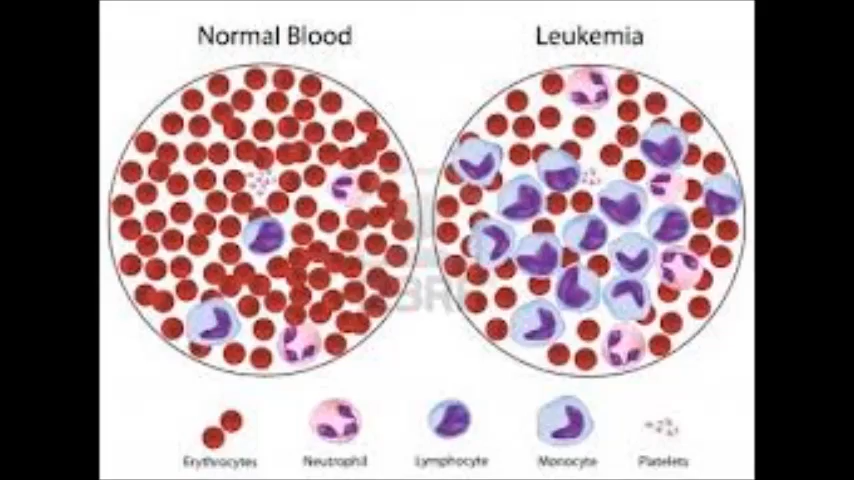 Normal Blood
Leukemia
Erythrocytes
Neutrophil
Lymphocyte
Monocyte
Platelets